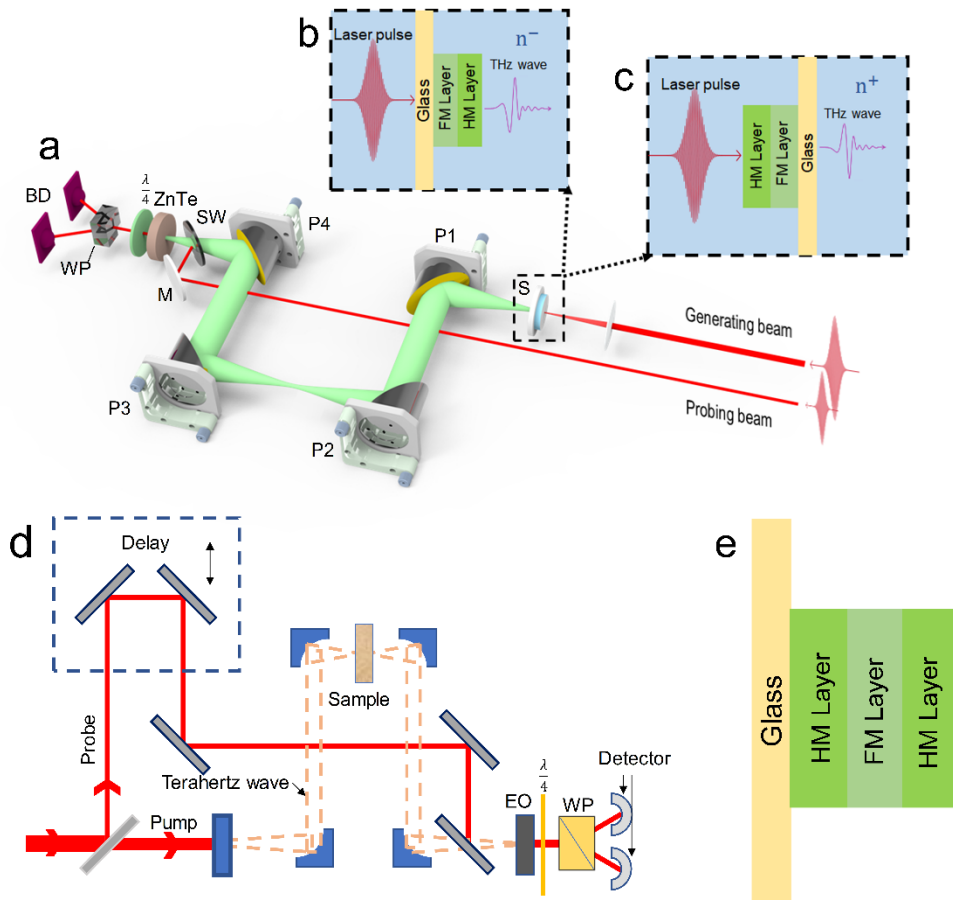 a
BD
WP
λ/4
ZnTe
SW
M
P4
P3
P1
P2
S
Generating beam
Probing beam
b
Laser pulse
Glass
FM Layer
HM Layer
n⁻
THz wave
c
Laser pulse
HM Layer
FM Layer
Glass
n⁺
THz wave
d
Delay
Probe
Pump
Terahertz wave
Sample
EO
λ/4
WP
Detector
e
Glass
HM Layer
FM Layer
HM Layer